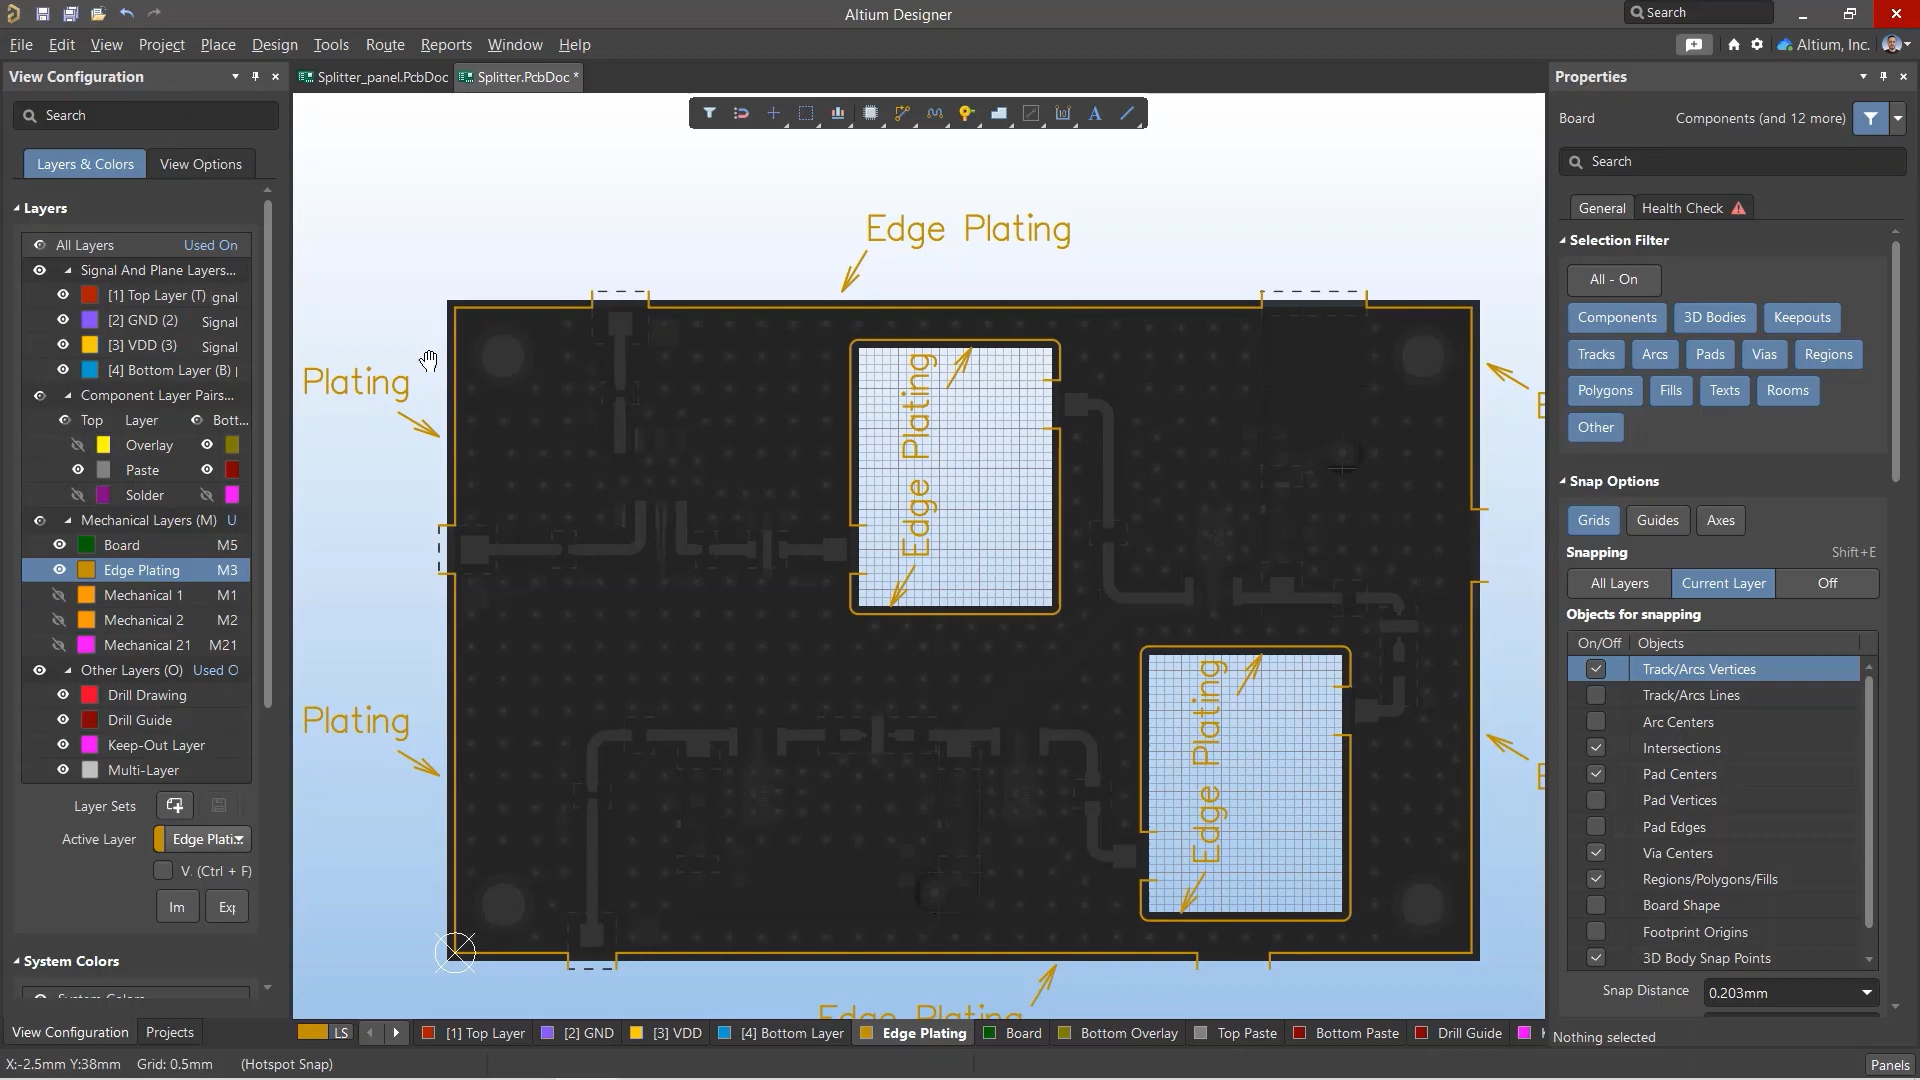 Altium Designer
Search
File Edit View Project Place Design Tools Route Reports Window Help
Altium, Inc.
View Configuration
Splitter_panel.PcbDoc
Splitter.PcbDoc *
Properties
Search
Board
Components (and 12 more)
Search
Layers & Colors
View Options
General
Health Check
Layers
All Layers
Used On
Signal And Plane Layers...
[1] Top Layer (T)
gnal
[2] GND (2)
Signal
[3] VDD (3)
Signal
[4] Bottom Layer (B)
Component Layer Pairs...
Top Layer Bott...
Overlay
Paste
Solder
Mechanical Layers (M) U
Board M5
Edge Plating M3
Mechanical 1 M1
Mechanical 2 M2
Mechanical 21 M21
Other Layers (O) Used O
Drill Drawing
Drill Guide
Keep-Out Layer
Multi-Layer
Layer Sets
Active Layer
Edge Plati...
V. (Ctrl + F)
Im
Exp
System Colors
View Configuration
Projects
Edge Plating
Plating
Plating
Edge Plating
Edge Plating
Edge Plating
LS
[1] Top Layer
[2] GND
[3] VDD
[4] Bottom Layer
Edge Plating
Board
Bottom Overlay
Top Paste
Bottom Paste
Drill Guide
Selection Filter
All - On
Components
3D Bodies
Keepouts
Tracks
Arcs
Pads
Vias
Regions
Polygons
Fills
Texts
Rooms
Other
Snap Options
Grids
Guides
Axes
Snapping
Shift+E
All Layers
Current Layer
Off
Objects for snapping
On/Off
Objects
Track/Arcs Vertices
Track/Arcs Lines
Arc Centers
Intersections
Pad Centers
Pad Vertices
Pad Edges
Via Centers
Regions/Polygons/Fills
Board Shape
Footprint Origins
3D Body Snap Points
Snap Distance
0.203mm
Nothing selected
X:-2.5mm Y:38mm
Grid: 0.5mm
(Hotspot Snap)
Panels